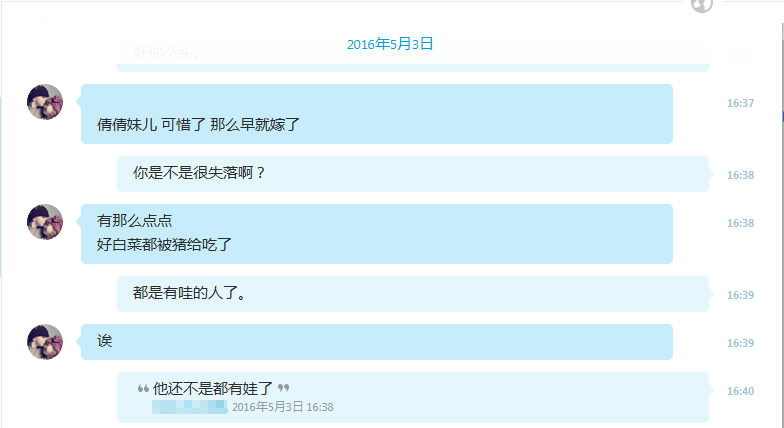 2016年5月3日
好你个头。
倩倩妹儿 可惜了 那么早就嫁了
16:37
你是不是很失落啊？
16:38
有那么点点
16:38
好白菜都被猪给吃了
都是有哇的人了。
16:39
诶
16:39
“ 他还不是都有娃了 ”
16:40
2016年5月3日 16:38